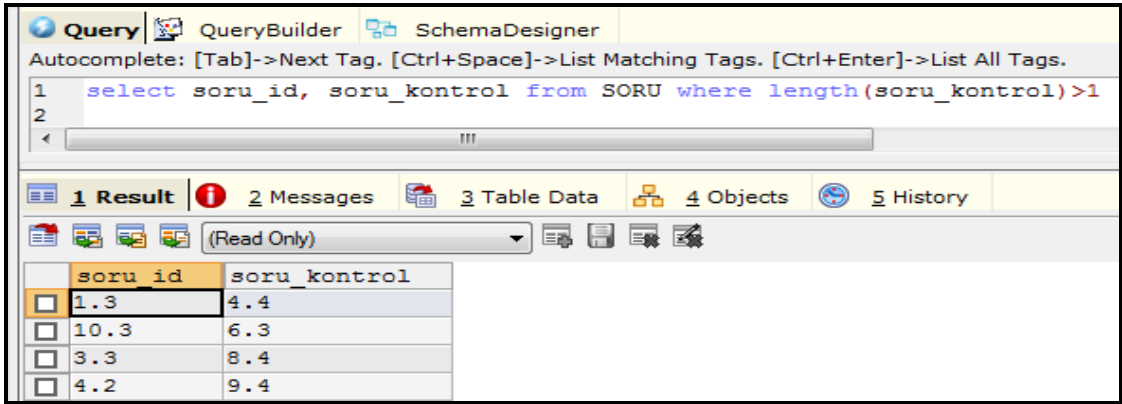 Query QueryBuilder SchemaDesigner
Autocomplete: [Tab]->Next Tag. [Ctrl+Space]->List Matching Tags. [Ctrl+Enter]->List All Tags.
1 select soru_id, soru_kontrol from SORU where length(soru_kontrol)>1
2
1 Result 2 Messages 3 Table Data 4 Objects 5 History
(Read Only)
soru_id soru_kontrol
1.3 4.4
10.3 6.3
3.3 8.4
4.2 9.4